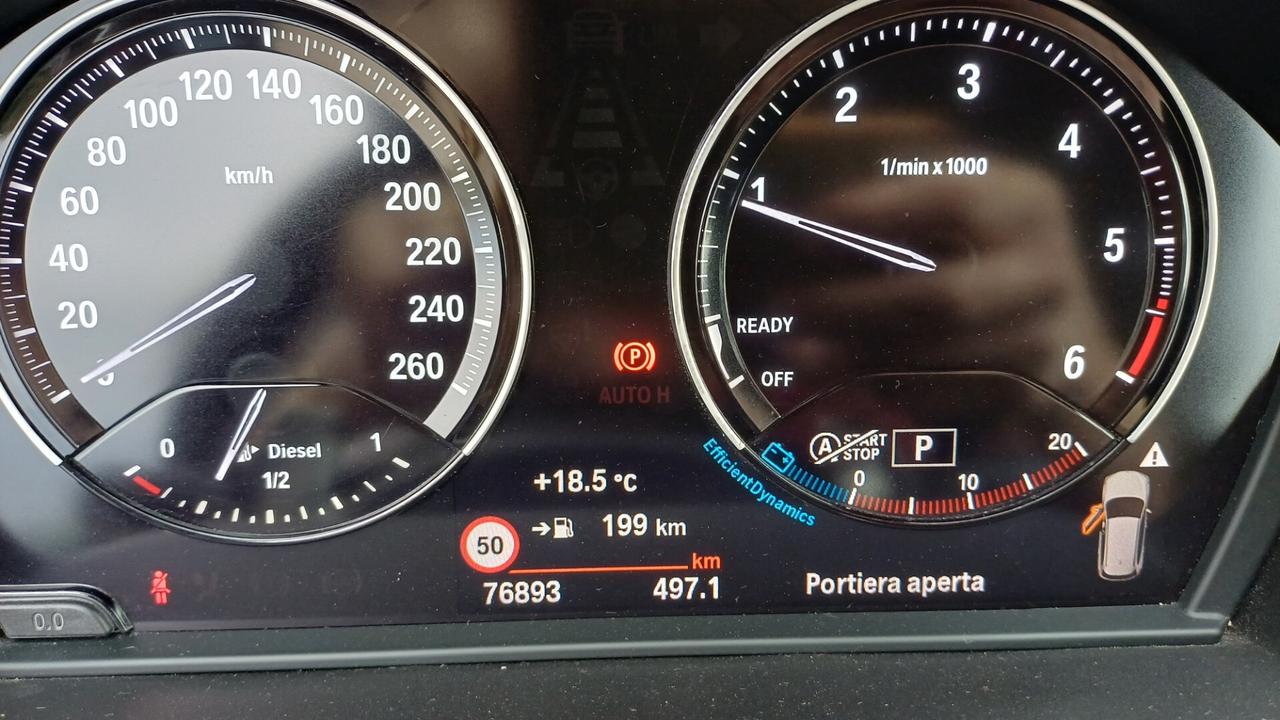 120 140
100 160
80 180
km/h
60 200
40 220
20 240
260
0 Diesel 1
1/2
0.0
AUTO H
P
+18.5 °C
199 km
50
km
76893 497.1
3
2 4
1/min x 1000
1
5
READY
6
OFF
A START STOP P
20
0 10
EfficientDynamics
Portiera aperta